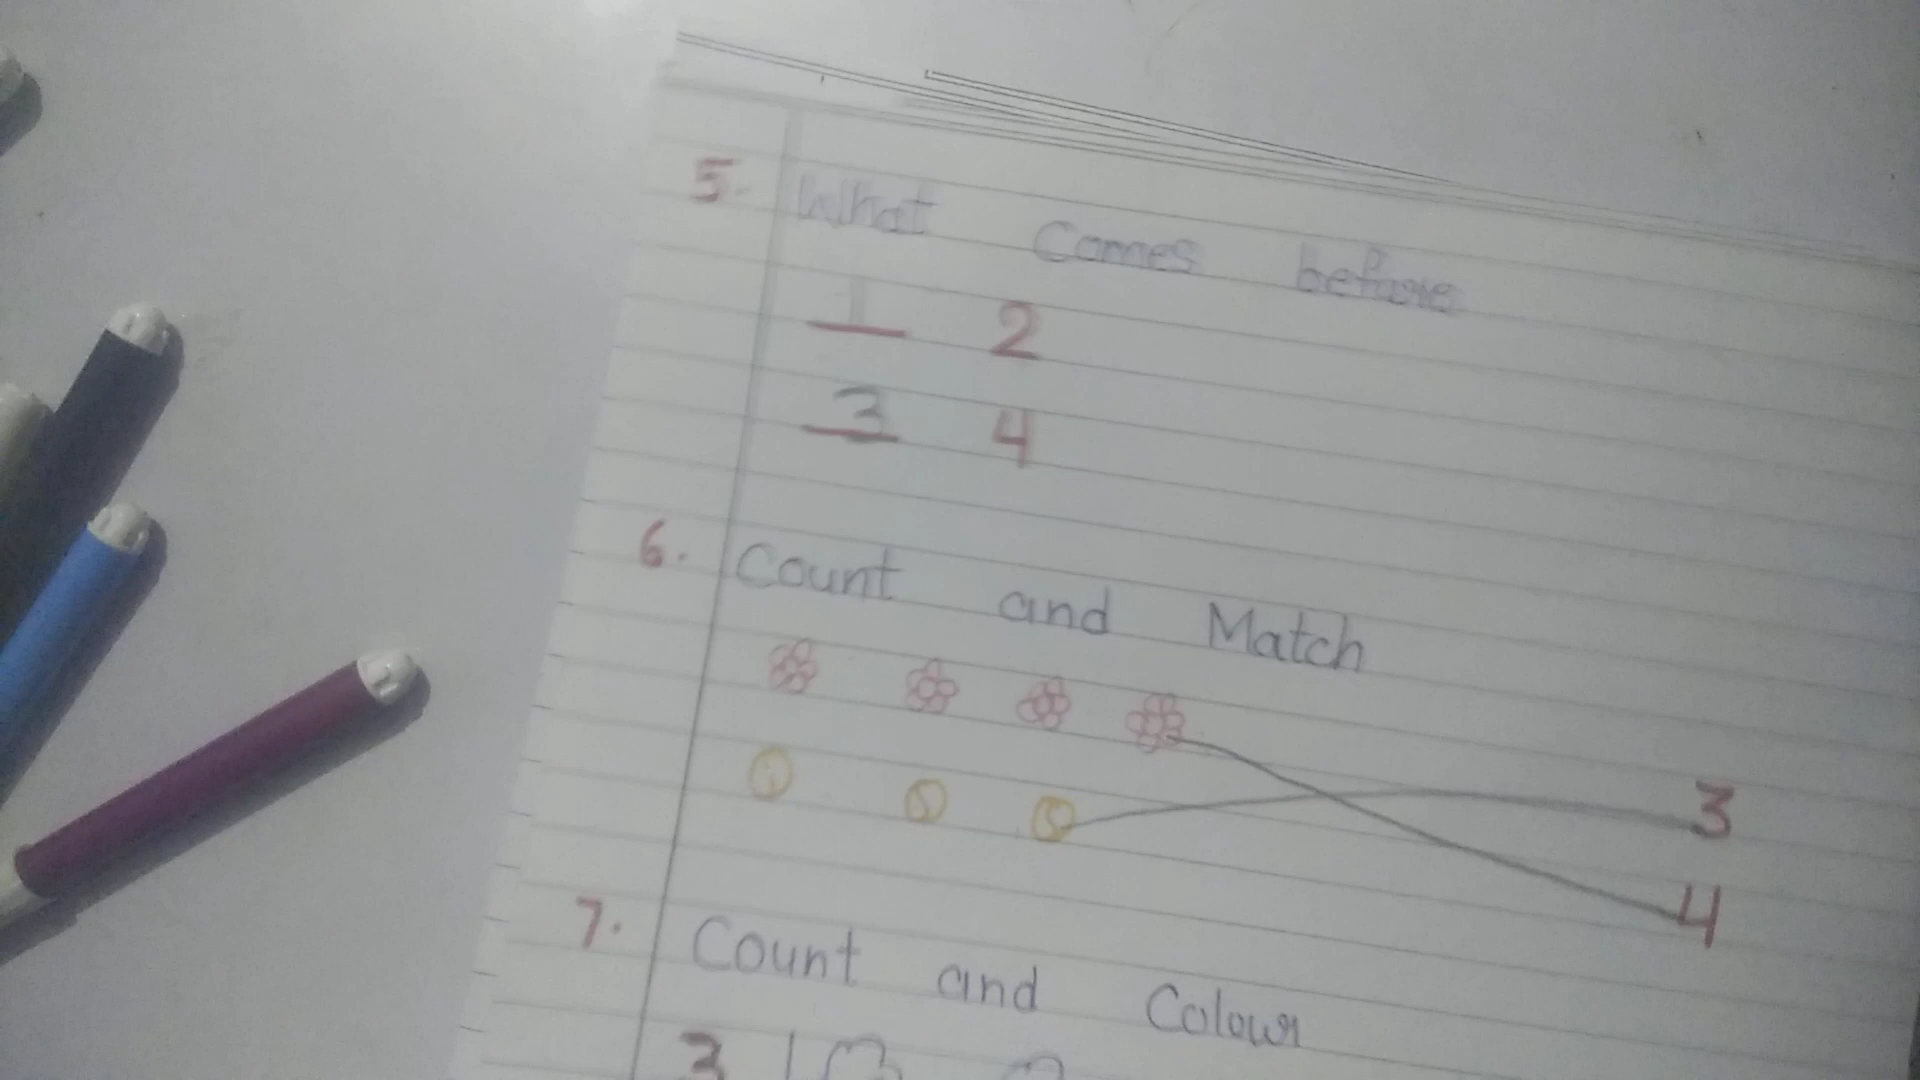 5. What Comes before
1 2
3 4
6. Count and Match
3
4
7. Count and Colour
3